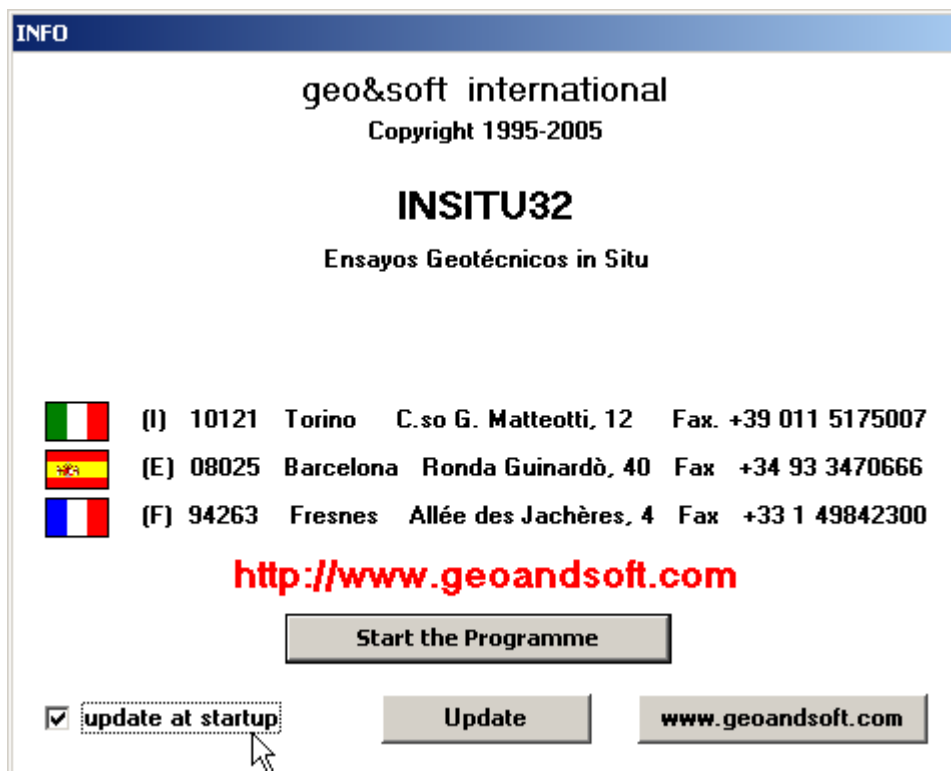 INFO
geo&soft international
Copyright 1995-2005
INSITU32
Ensayos Geotécnicos in Situ
(I) 10121 Torino C.so G. Matteotti, 12 Fax. +39 011 5175007
(E) 08025 Barcelona Ronda Guinardò, 40 Fax +34 93 3470666
(F) 94263 Fresnes Allée des Jachères, 4 Fax +33 1 49842300
http://www.geoandsoft.com
Start the Programme
update at startup Update www.geoandsoft.com